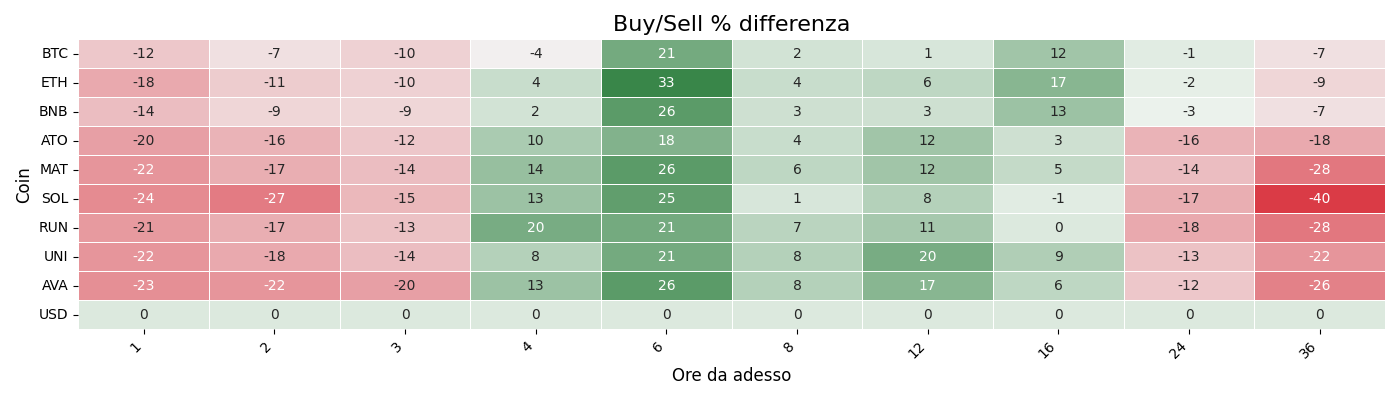 Buy/Sell % differenza
Coin
BTC -12 -7 -10 -4 21 2 1 12 -1 -7
ETH -18 -11 -10 4 33 4 6 17 -2 -9
BNB -14 -9 -9 2 26 3 3 13 -3 -7
ATO -20 -16 -12 10 18 4 12 3 -16 -18
MAT -22 -17 -14 14 26 6 12 5 -14 -28
SOL -24 -27 -15 13 25 1 8 -1 -17 -40
RUN -21 -17 -13 20 21 7 11 0 -18 -28
UNI -22 -18 -14 8 21 8 20 9 -13 -22
AVA -23 -22 -20 13 26 8 17 6 -12 -26
USD 0 0 0 0 0 0 0 0 0 0
1 2 3 4 6 8 12 16 24 36
Ore da adesso